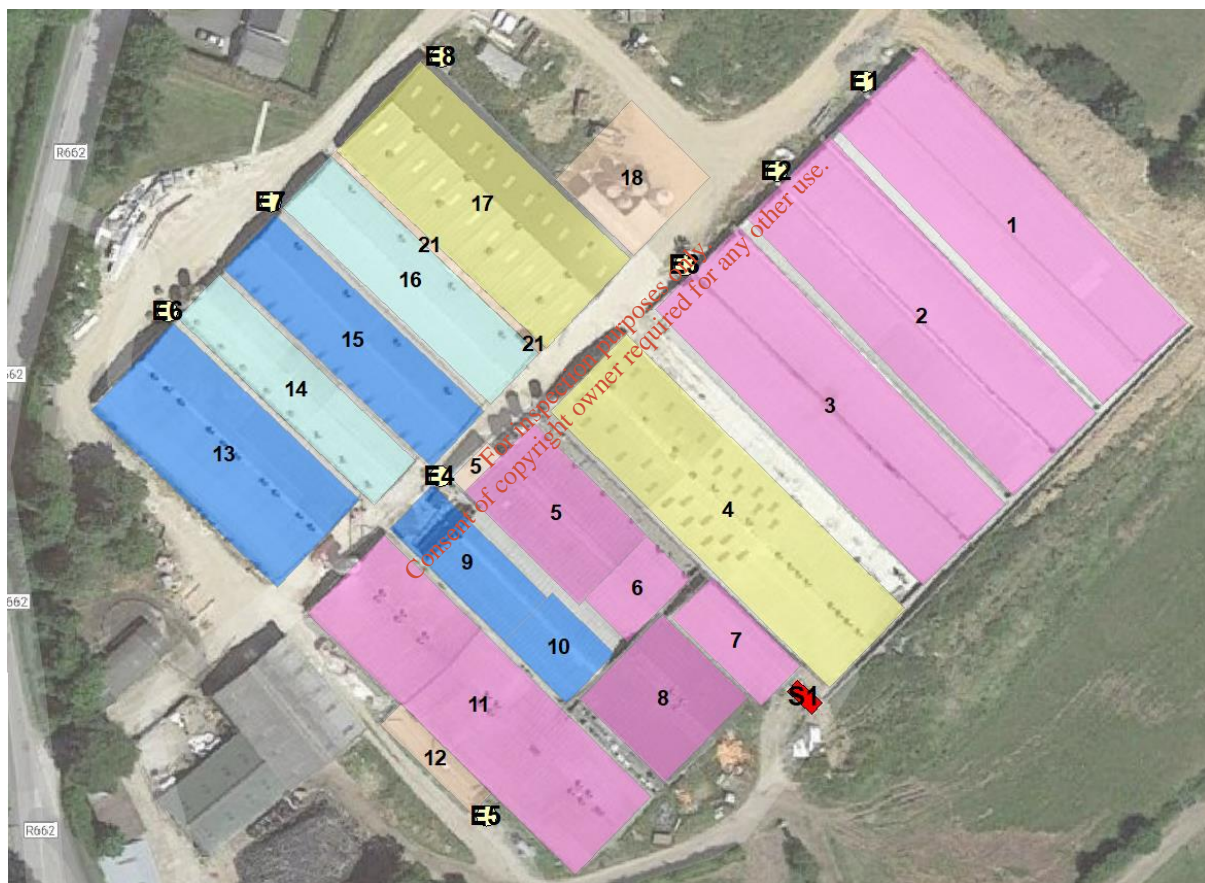 E8
E1
R662
E2
18
17
E7
1
21
E3
16
E6
2
15
21
662
14
3
13
5
E4
5
4
9
6
662
7
10
S1
8
11
12
E5
R662
For inspection purposes only.
Consent of copyright owner required for any other use.